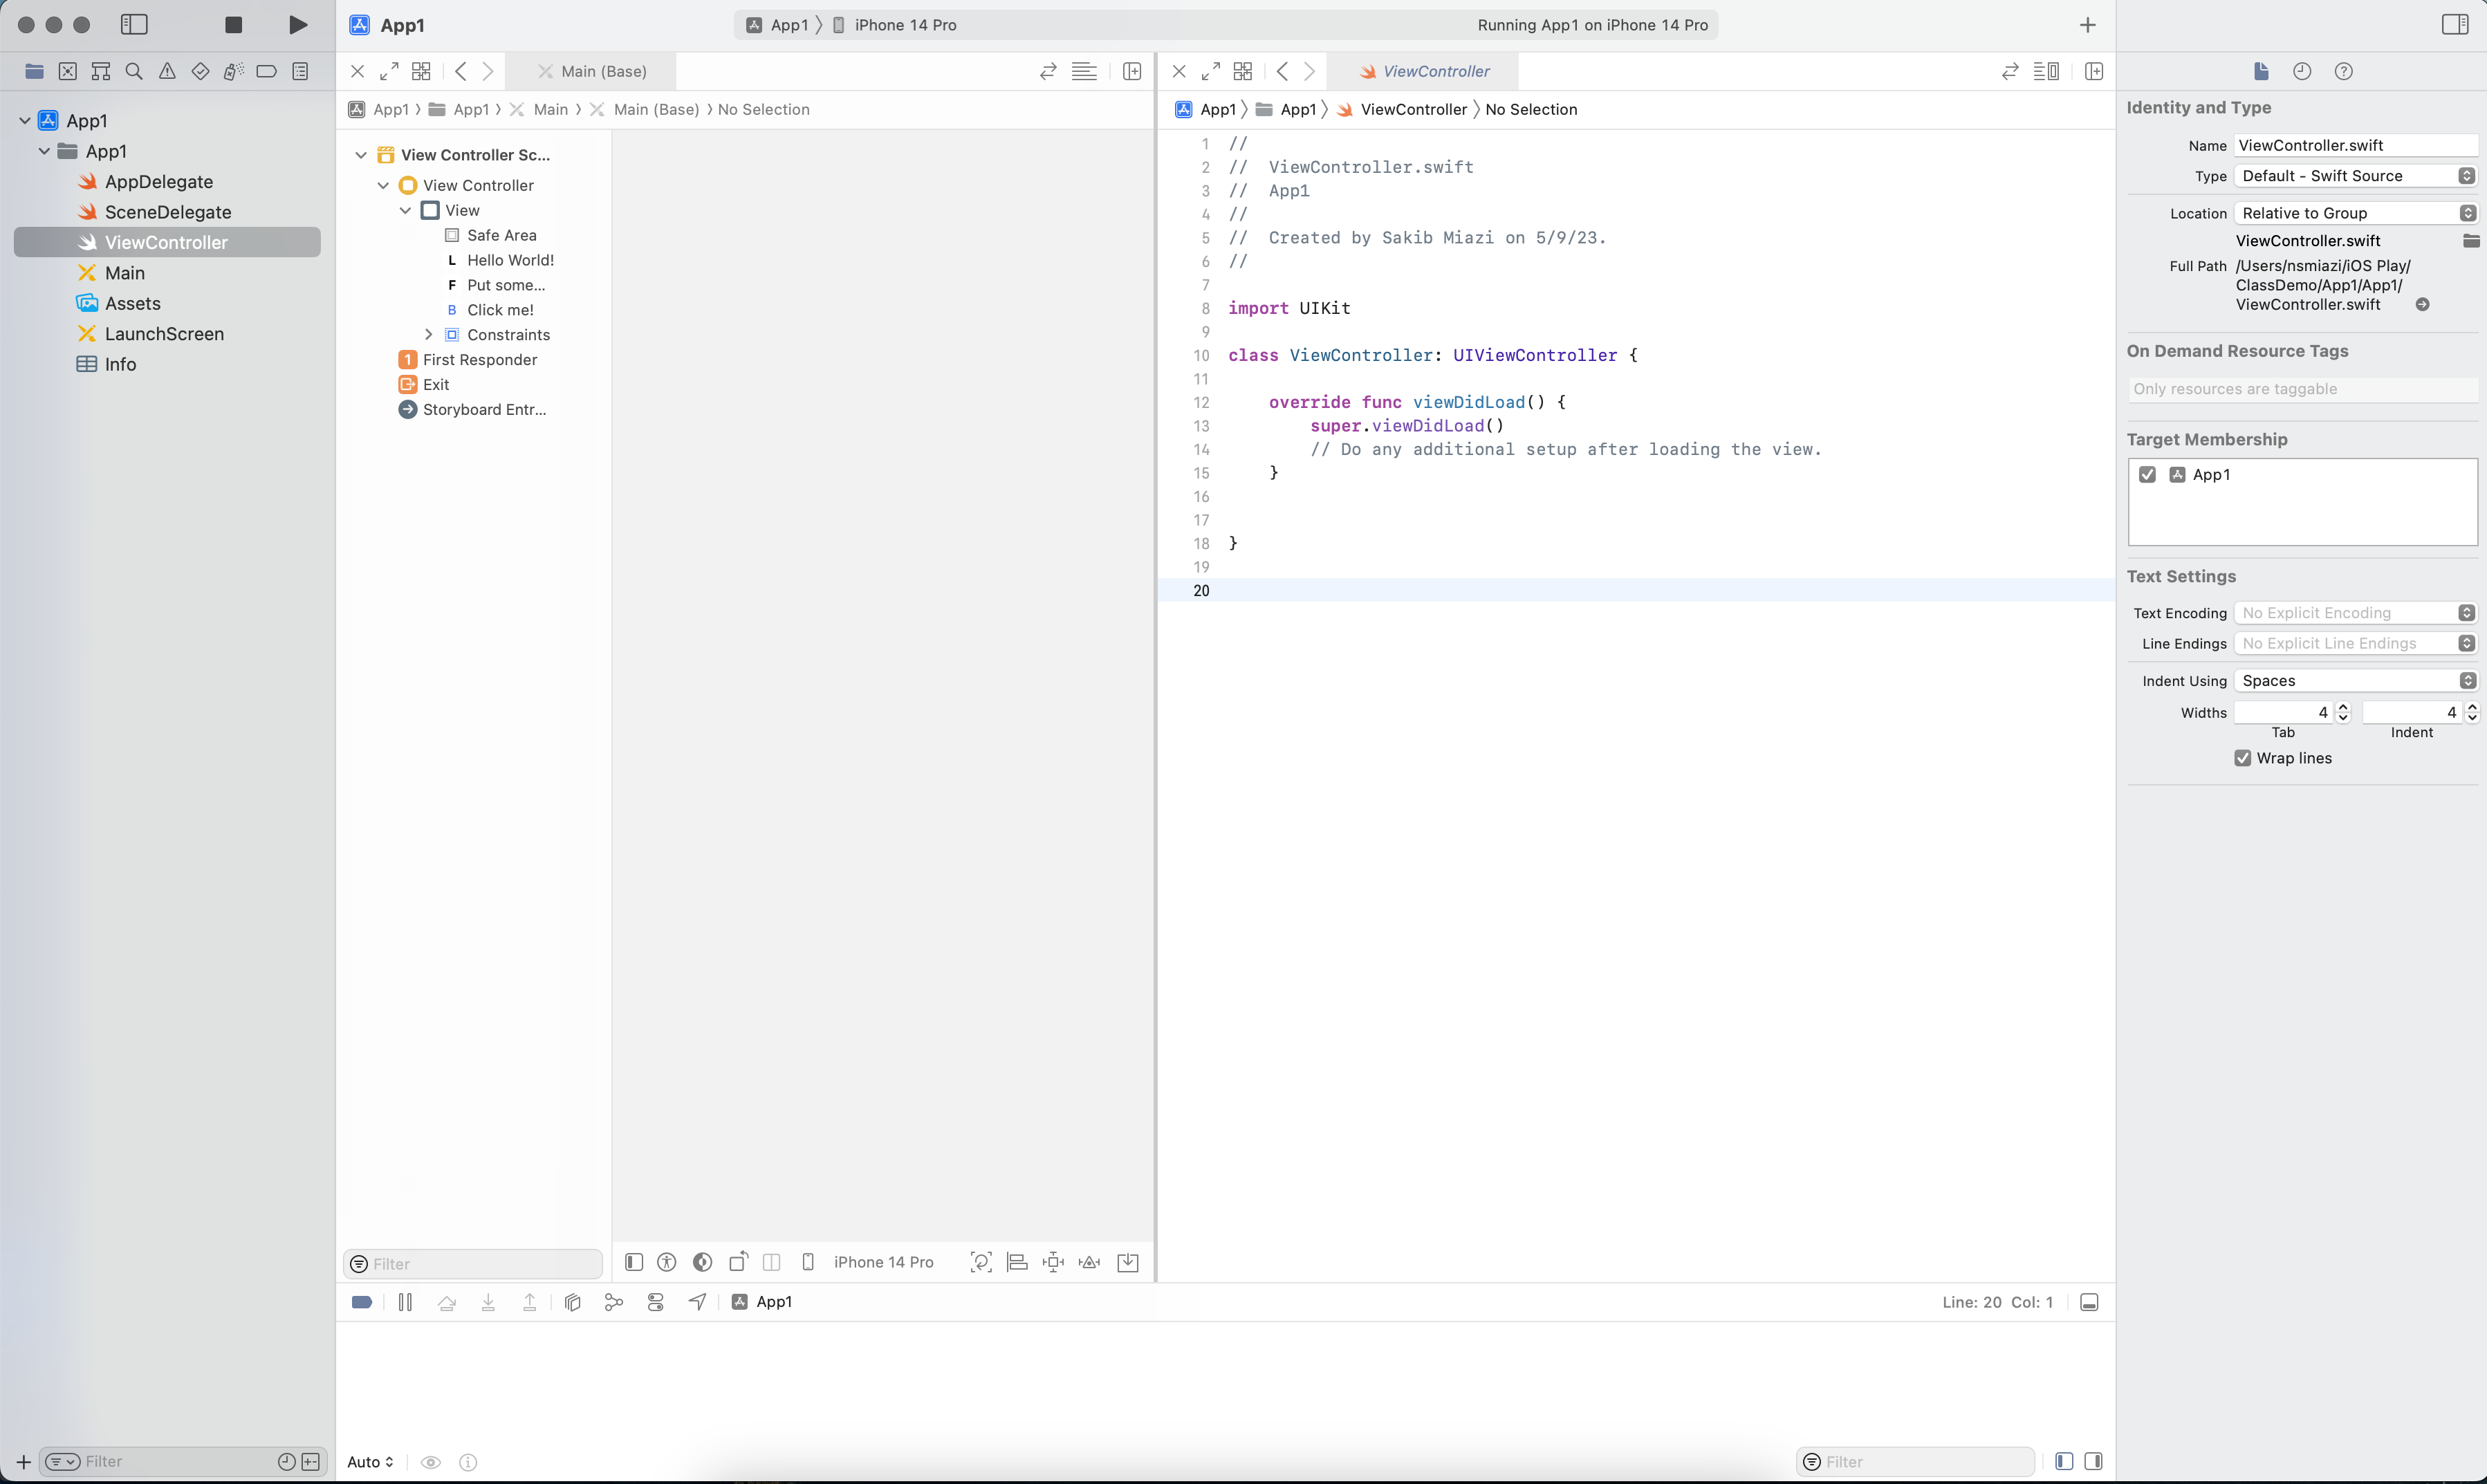 App1
App1 〉 iPhone 14 Pro
Running App1 on iPhone 14 Pro
Main (Base)
ViewController
App1 〉 App1 〉 Main 〉 Main (Base) 〉 No Selection
App1 〉 App1 〉 ViewController 〉 No Selection
App1
App1
AppDelegate
SceneDelegate
ViewController
Main
Assets
LaunchScreen
Info
View Controller Sc...
View Controller
View
Safe Area
L Hello World!
F Put some...
B Click me!
Constraints
1 First Responder
Exit
Storyboard Entr...
1 //
2 //  ViewController.swift
3 //  App1
4 //
5 //  Created by Sakib Miazi on 5/9/23.
6 //
7
8 import UIKit
9
10 class ViewController: UIViewController {
11
12     override func viewDidLoad() {
13         super.viewDidLoad()
14         // Do any additional setup after loading the view.
15     }
16
17
18 }
19
20
Identity and Type
Name ViewController.swift
Type Default - Swift Source
Location Relative to Group
ViewController.swift
Full Path /Users/nsmiazi/iOS Play/
ClassDemo/App1/App1/
ViewController.swift
On Demand Resource Tags
Only resources are taggable
Target Membership
App1
Text Settings
Text Encoding No Explicit Encoding
Line Endings No Explicit Line Endings
Indent Using Spaces
Widths 4 4
Tab Indent
Wrap lines
Filter
iPhone 14 Pro
App1
Line: 20 Col: 1
Filter
Auto
Filter